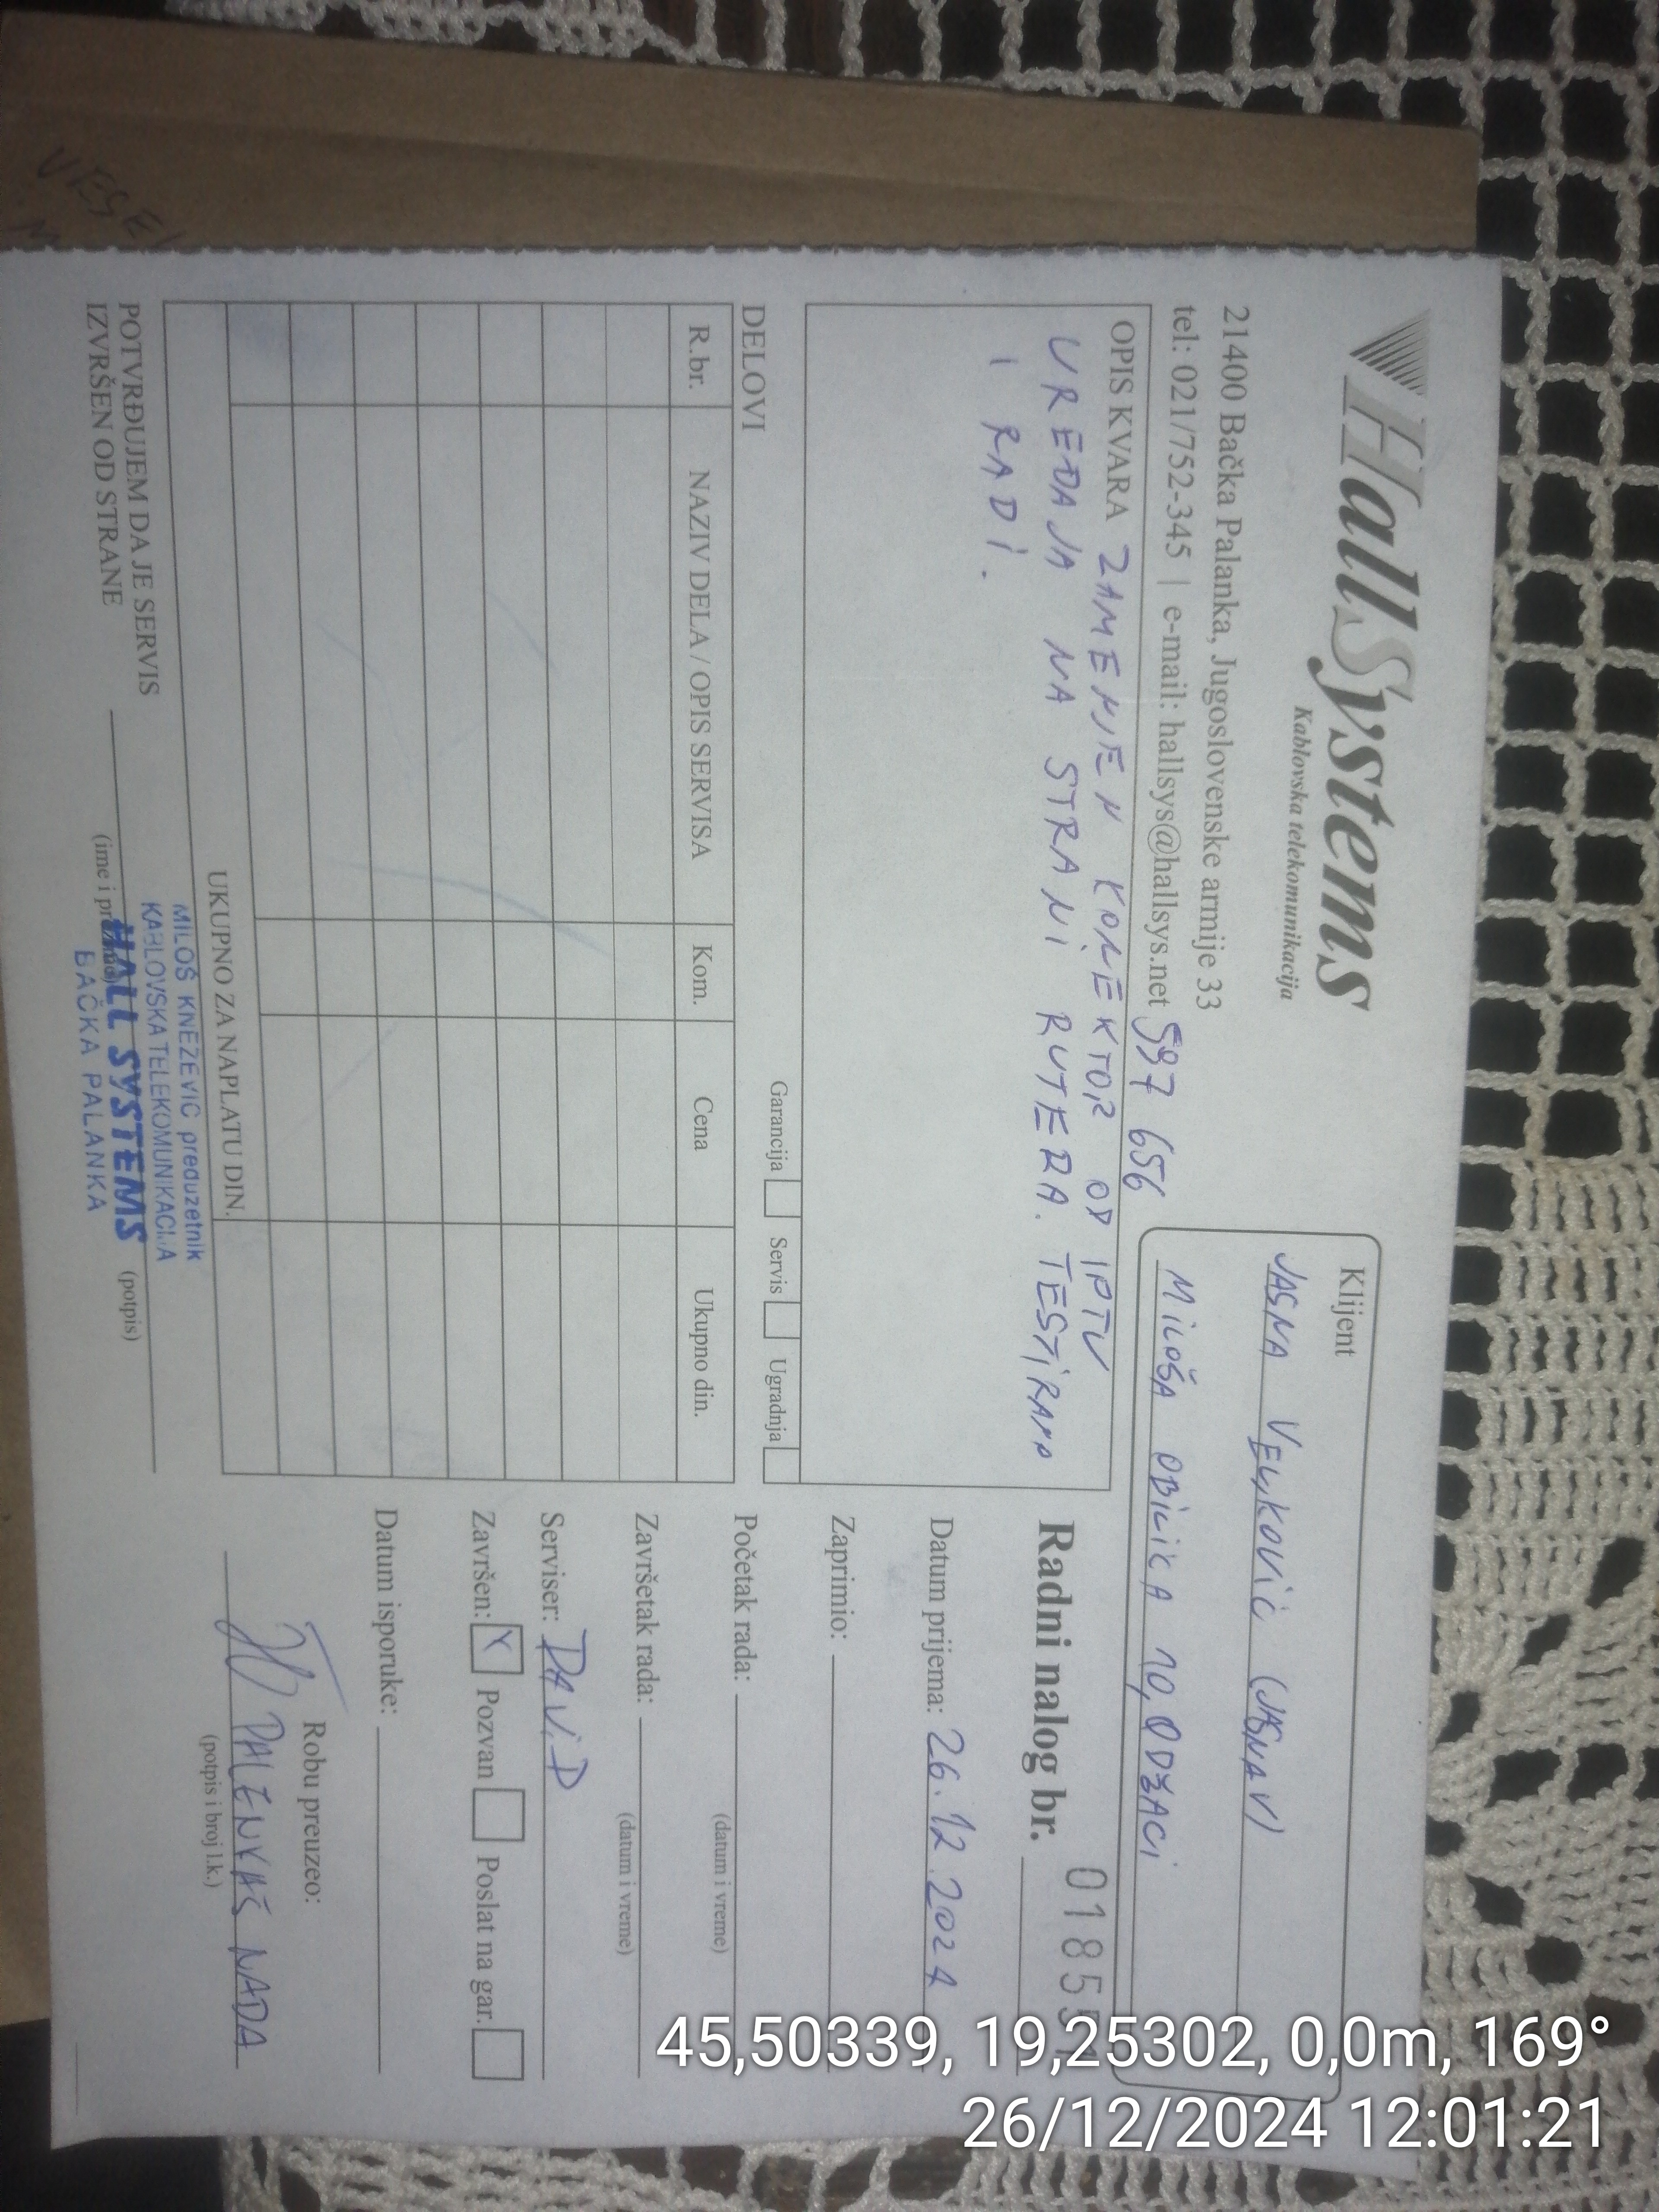 HallSystems
Kablovska telekomunikacija
21400 Bačka Palanka, Jugoslovenske armije 33
tel: 021/752-345 | e-mail: hallsys@hallsys.net 597 656
Klijent
JASNA VELJKOVIĆ (JASNA V)
MILOŠA OBILIĆA 10, ODŽACI
OPIS KVARA ZAMENJEN KONEKTOR OD IPTV
UREĐAJA NA STRANI RUTERA. TESTIRANO
I RADI.
Garancija Servis Ugradnja
DELOVI
R.br. NAZIV DELA / OPIS SERVISA Kom. Cena Ukupno din.
UKUPNO ZA NAPLATU DIN.
POTVRĐUJEM DA JE SERVIS
IZVRŠEN OD STRANE
(ime i prezime) (potpis)
MILOŠ KNEŽEVIĆ preduzetnik
KABLOVSKA TELEKOMUNIKACIJA
HALL SYSTEMS
BAČKA PALANKA
Radni nalog br.
Datum prijema: 26.12.2024
Zaprimio:
Početak rada:
(datum i vreme)
Završetak rada:
(datum i vreme)
Serviser: DAVID
Završen: X Pozvan Poslat na gar.
Datum isporuke:
Robu preuzeo:
NADA
(potpis i broj l.k.)
45,50339, 19,25302, 0,0m, 169°
26/12/2024 12:01:21